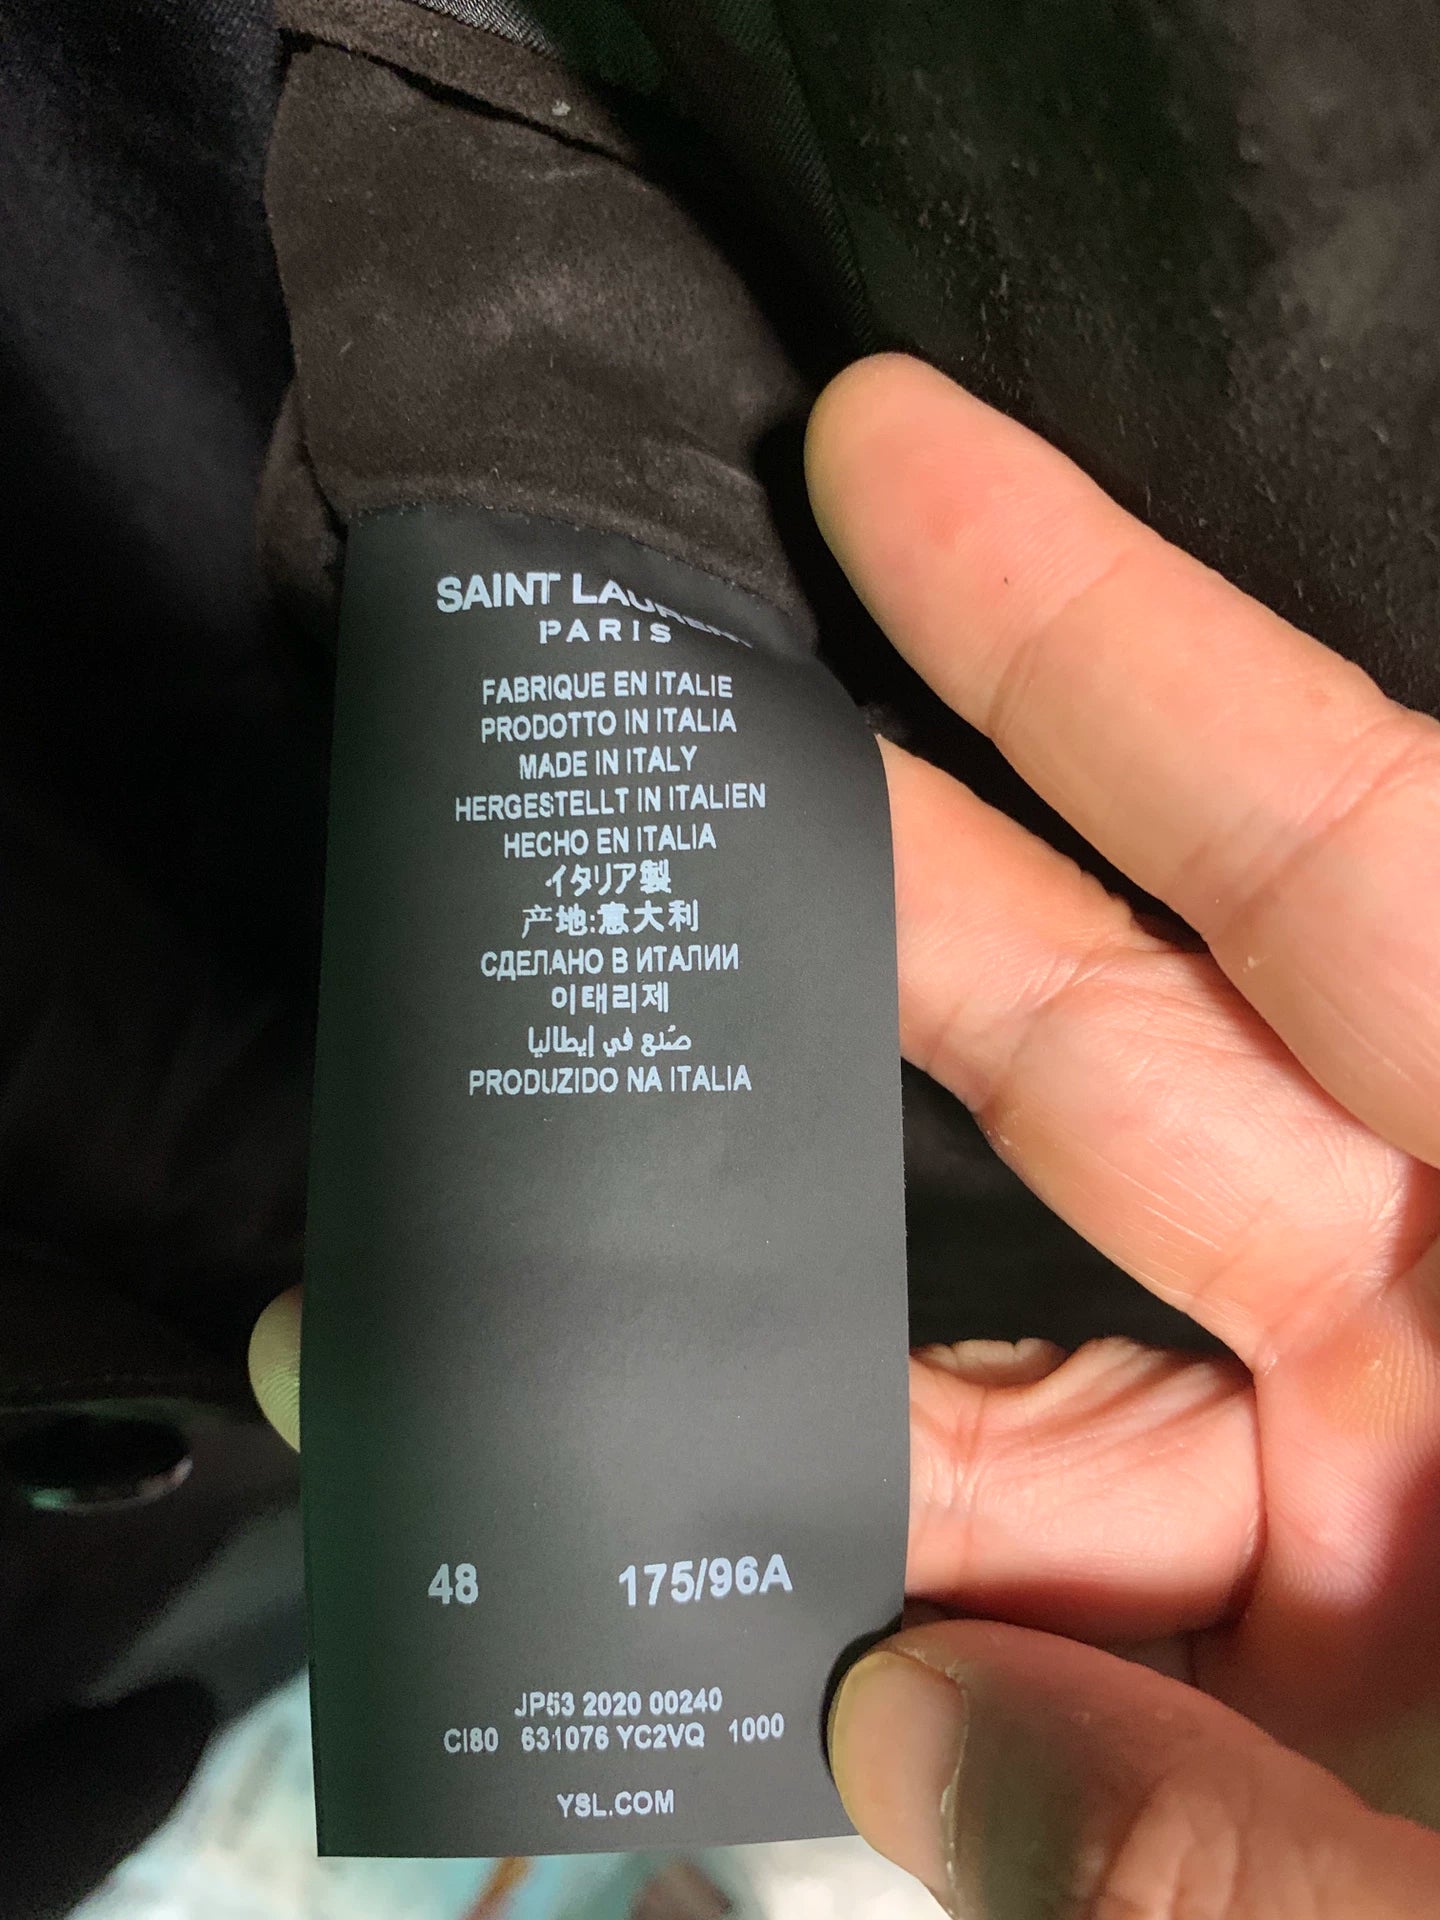 SAINT LAURENT
PARIS
FABRIQUE EN ITALIE
PRODOTTO IN ITALIA
MADE IN ITALY
HERGESTELLT IN ITALIEN
HECHO EN ITALIA
イタリア製
产地:意大利
СДЕЛАНО В ИТАЛИИ
이태리제
صُنع في إيطاليا
PRODUZIDO NA ITALIA
48 175/96A
JP53 2020 00240
CI80 631076 YC2VQ 1000
YSL.COM